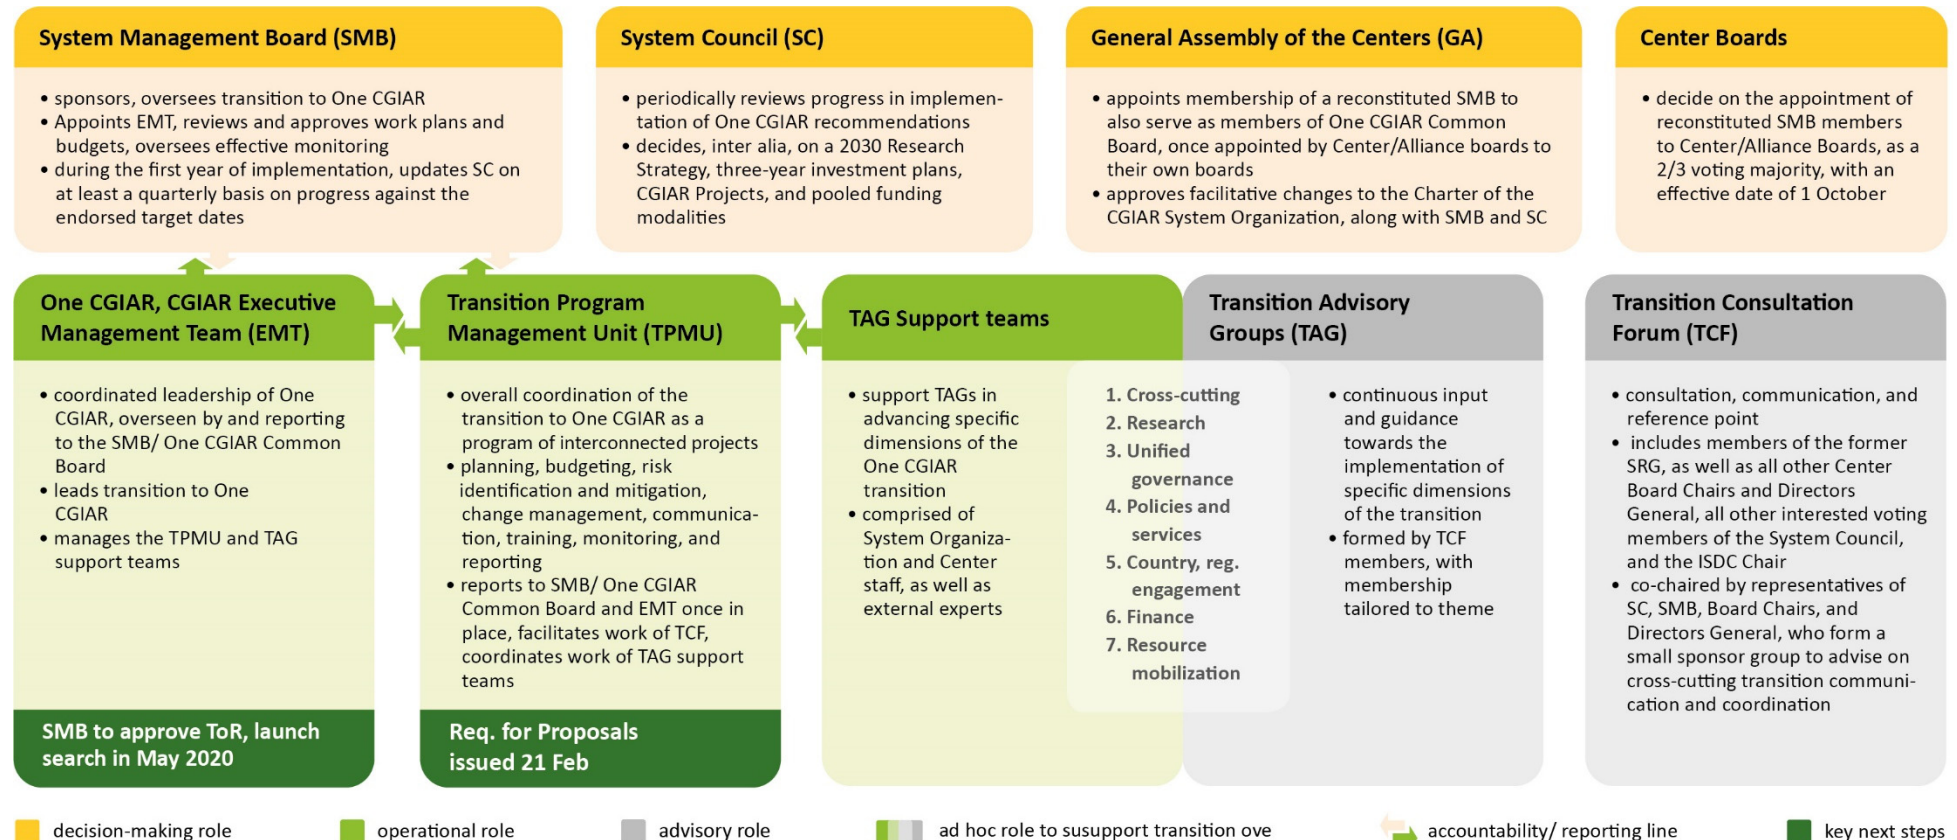 System Management Board (SMB)
• sponsors, oversees transition to One CGIAR
• Appoints EMT, reviews and approves work plans and
budgets, oversees effective monitoring
• during the first year of implementation, updates SC on
at least a quarterly basis on progress against the
endorsed target dates
System Council (SC)
• periodically reviews progress in implemen-
tation of One CGIAR recommendations
• decides, inter alia, on a 2030 Research
Strategy, three-year investment plans,
CGIAR Projects, and pooled funding
modalities
General Assembly of the Centers (GA)
• appoints membership of a reconstituted SMB to
also serve as members of One CGIAR Common
Board, once appointed by Center/Alliance boards to
their own boards
• approves facilitative changes to the Charter of the
CGIAR System Organization, along with SMB and SC
Center Boards
• decide on the appointment of
reconstituted SMB members
to Center/Alliance Boards, as a
2/3 voting majority, with an
effective date of 1 October
One CGIAR, CGIAR Executive
Management Team (EMT)
• coordinated leadership of One
CGIAR, overseen by and reporting
to the SMB/ One CGIAR Common
Board
• leads transition to One
CGIAR
• manages the TPMU and TAG
support teams
SMB to approve ToR, launch
search in May 2020
Transition Program
Management Unit (TPMU)
• overall coordination of the
transition to One CGIAR as a
program of interconnected projects
• planning, budgeting, risk
identification and mitigation,
change management, communica-
tion, training, monitoring, and
reporting
• reports to SMB/ One CGIAR
Common Board and EMT once in
place, facilitates work of TCF,
coordinates work of TAG support
teams
Req. for Proposals
issued 21 Feb
TAG Support teams
• support TAGs in
advancing specific
dimensions of the
One CGIAR
transition
• comprised of
System Organiza-
tion and Center
staff, as well as
external experts
1. Cross-cutting
2. Research
3. Unified
governance
4. Policies and
services
5. Country, reg.
engagement
6. Finance
7. Resource
mobilization
Transition Advisory
Groups (TAG)
• continuous input
and guidance
towards the
implementation of
specific dimensions
of the transition
• formed by TCF
members, with
membership
tailored to theme
Transition Consultation
Forum (TCF)
• consultation, communication, and
reference point
• includes members of the former
SRG, as well as all other Center
Board Chairs and Directors
General, all other interested voting
members of the System Council,
and the ISDC Chair
• co-chaired by representatives of
SC, SMB, Board Chairs, and
Directors General, who form a
small sponsor group to advise on
cross-cutting transition communi-
cation and coordination
decision-making role
operational role
advisory role
ad hoc role to susupport transition ove
accountability/ reporting line
key next steps